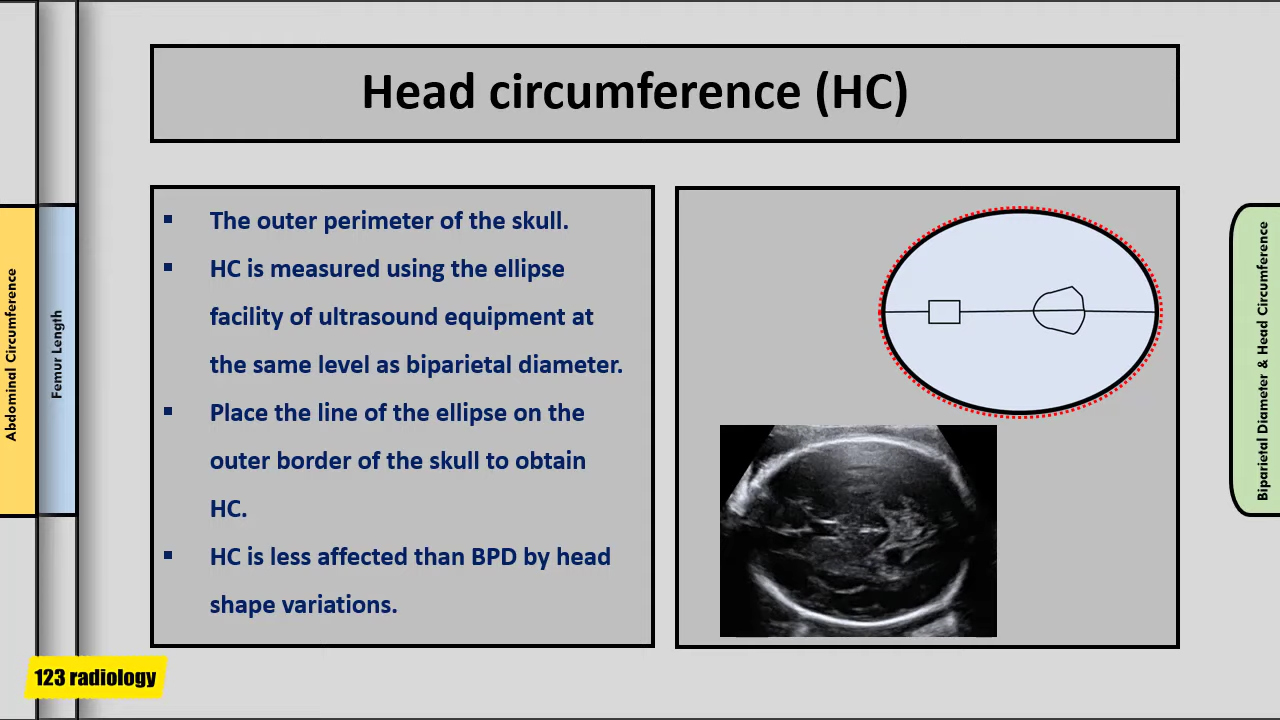 Head circumference (HC)
▪ The outer perimeter of the skull.
▪ HC is measured using the ellipse
facility of ultrasound equipment at
the same level as biparietal diameter.
▪ Place the line of the ellipse on the
outer border of the skull to obtain
HC.
▪ HC is less affected than BPD by head
shape variations.
Abdominal Circumference
Femur Length
Biparietal Diameter & Head Circumference
123 radiology